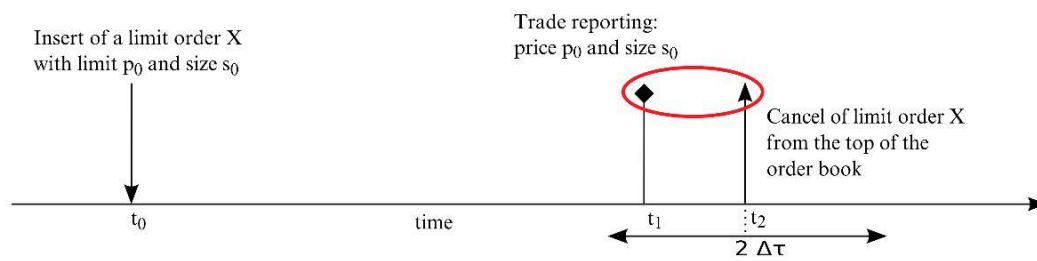 Insert of a limit order X
with limit p₀ and size s₀
Trade reporting:
price p₀ and size s₀
Cancel of limit order X
from the top of the
order book
t₀
time
t₁
t₂
2 Δτ